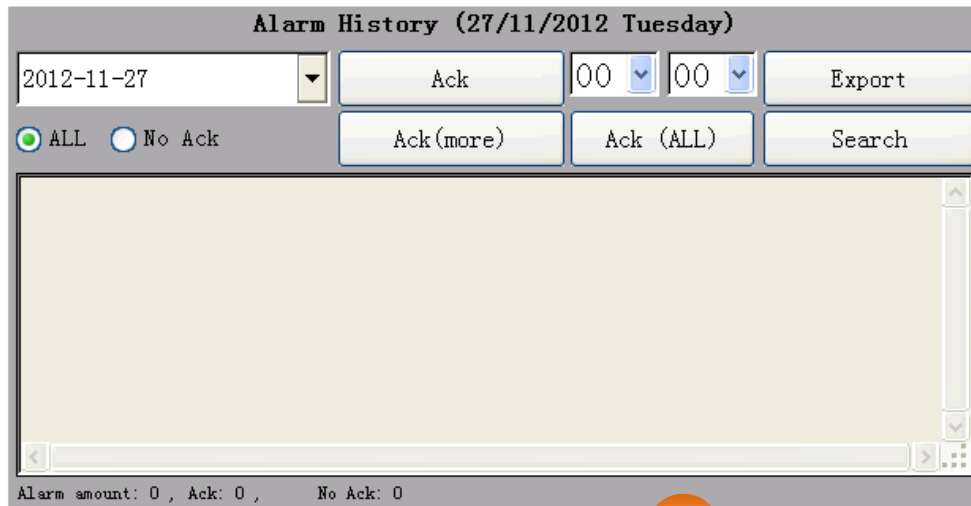 Alarm History (27/11/2012 Tuesday)
2012-11-27 Ack 00 00 Export
ALL No Ack Ack(more) Ack (ALL) Search
Alarm amount: 0 , Ack: 0 , No Ack: 0